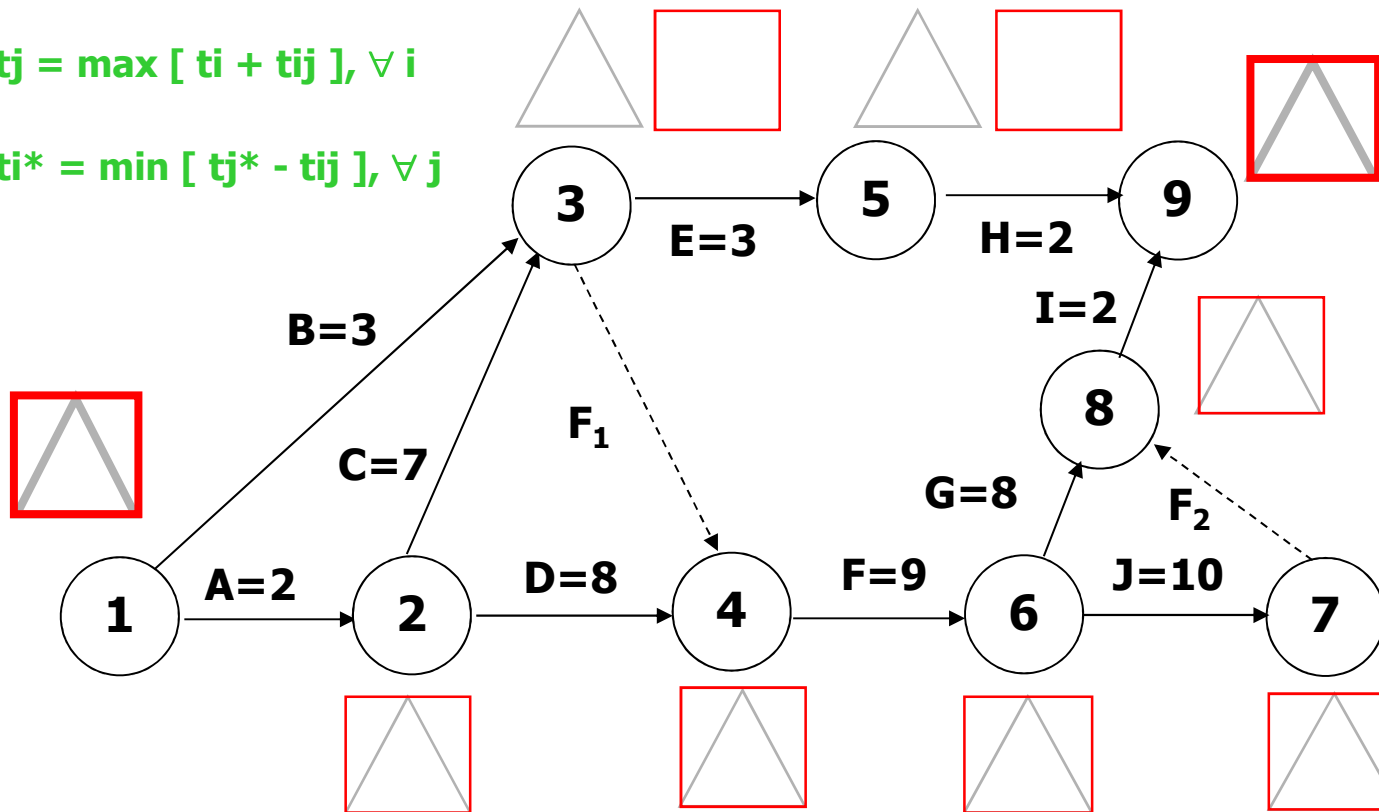 tj = max [ ti + tij ], ∀ i
ti* = min [ tj* - tij ], ∀ j
3
5
9
E=3
H=2
B=3
I=2
8
F1
C=7
G=8
F2
A=2
D=8
F=9
J=10
1
2
4
6
7